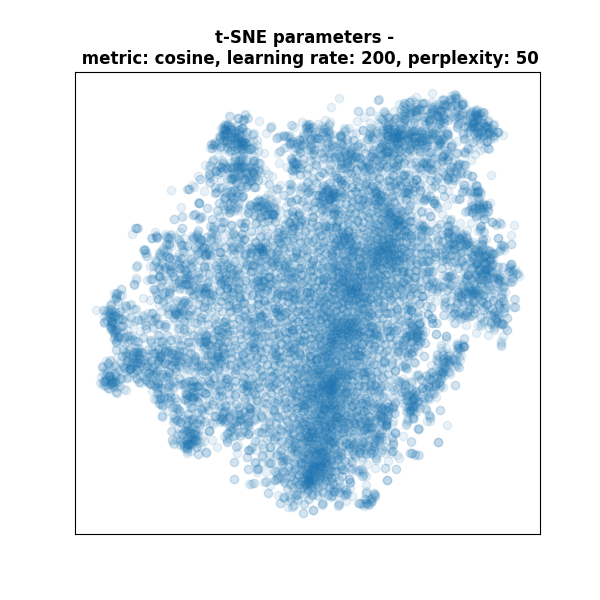 t-SNE parameters -
metric: cosine, learning rate: 200, perplexity: 50